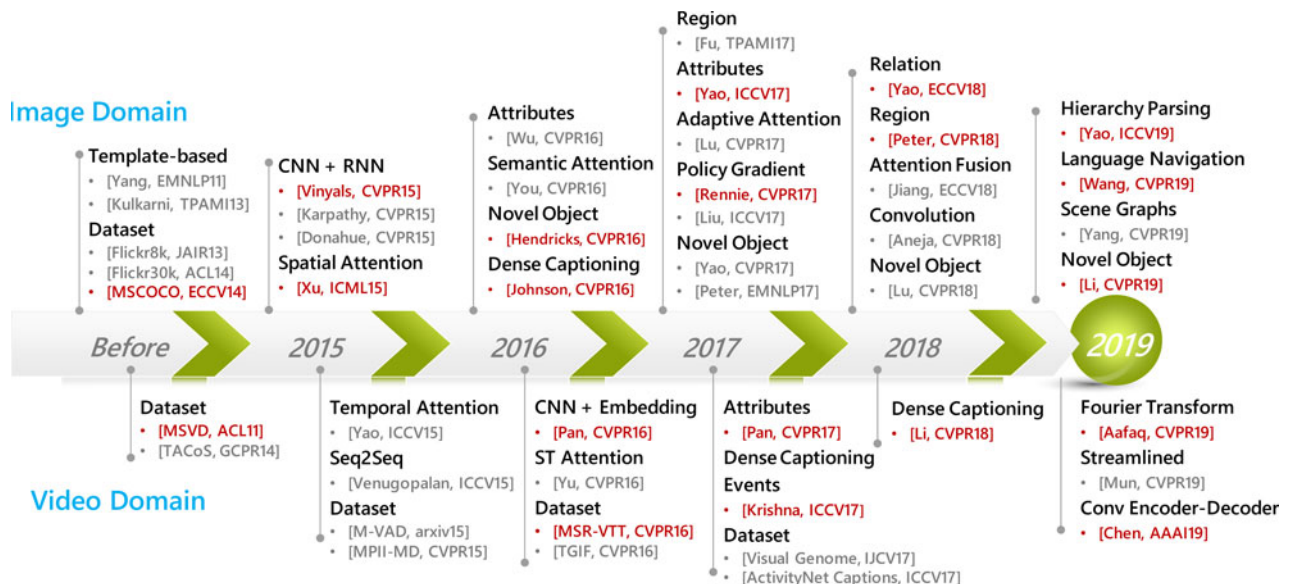 Image Domain
Template-based
• [Yang, EMNLP11]
• [Kulkarni, TPAMI13]
Dataset
• [Flickr8k, JAIR13]
• [Flickr30k, ACL14]
• [MSCOCO, ECCV14]
CNN + RNN
• [Vinyals, CVPR15]
• [Karpathy, CVPR15]
• [Donahue, CVPR15]
Spatial Attention
• [Xu, ICML15]
Attributes
• [Wu, CVPR16]
Semantic Attention
• [You, CVPR16]
Novel Object
• [Hendricks, CVPR16]
Dense Captioning
• [Johnson, CVPR16]
Region
• [Fu, TPAMI17]
Attributes
• [Yao, ICCV17]
Adaptive Attention
• [Lu, CVPR17]
Policy Gradient
• [Rennie, CVPR17]
• [Liu, ICCV17]
Novel Object
• [Yao, CVPR17]
• [Peter, EMNLP17]
Relation
• [Yao, ECCV18]
Region
• [Peter, CVPR18]
Attention Fusion
• [Jiang, ECCV18]
Convolution
• [Aneja, CVPR18]
Novel Object
• [Lu, CVPR18]
Hierarchy Parsing
• [Yao, ICCV19]
Language Navigation
• [Wang, CVPR19]
Scene Graphs
• [Yang, CVPR19]
Novel Object
• [Li, CVPR19]
Before
2015
2016
2017
2018
2019
Video Domain
Dataset
• [MSVD, ACL11]
• [TACoS, GCPR14]
Temporal Attention
• [Yao, ICCV15]
Seq2Seq
• [Venugopalan, ICCV15]
Dataset
• [M-VAD, arxiv15]
• [MPII-MD, CVPR15]
CNN + Embedding
• [Pan, CVPR16]
ST Attention
• [Yu, CVPR16]
Dataset
• [MSR-VTT, CVPR16]
• [TGIF, CVPR16]
Attributes
• [Pan, CVPR17]
Dense Captioning
Events
• [Krishna, ICCV17]
Dataset
• [Visual Genome, IJCV17]
• [ActivityNet Captions, ICCV17]
Dense Captioning
• [Li, CVPR18]
Fourier Transform
• [Aafaq, CVPR19]
Streamlined
• [Mun, CVPR19]
Conv Encoder-Decoder
• [Chen, AAAI19]